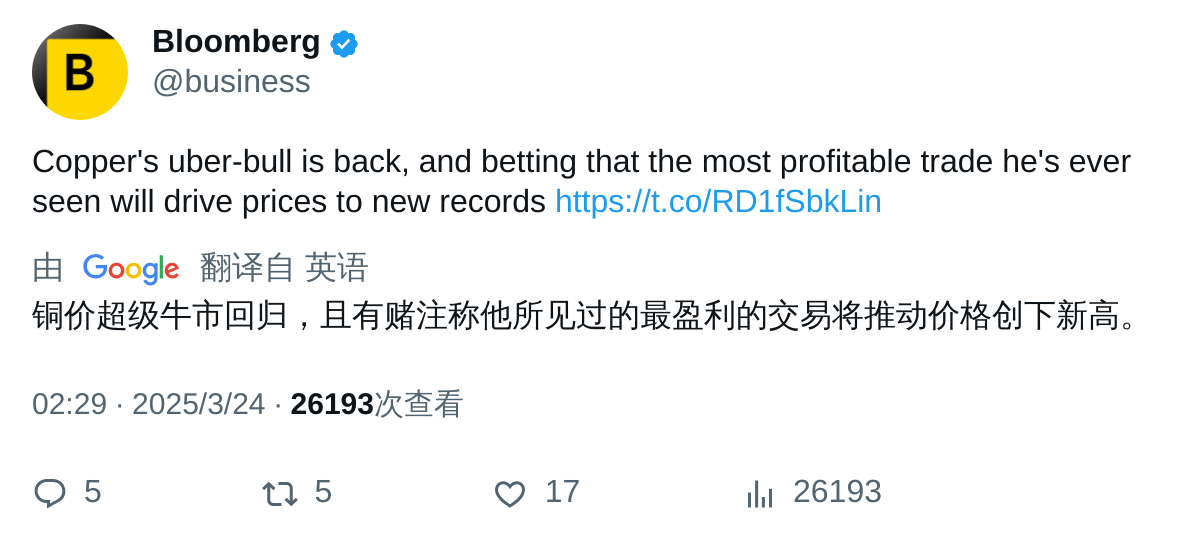 B
Bloomberg
@business
Copper's uber-bull is back, and betting that the most profitable trade he's ever
seen will drive prices to new records https://t.co/RD1fSbkLin
由 Google 翻译自 英语
铜价超级牛市回归，且有赌注称他所见过的最盈利的交易将推动价格创下新高。
02:29 · 2025/3/24 · 26193次查看
5 5 17 26193